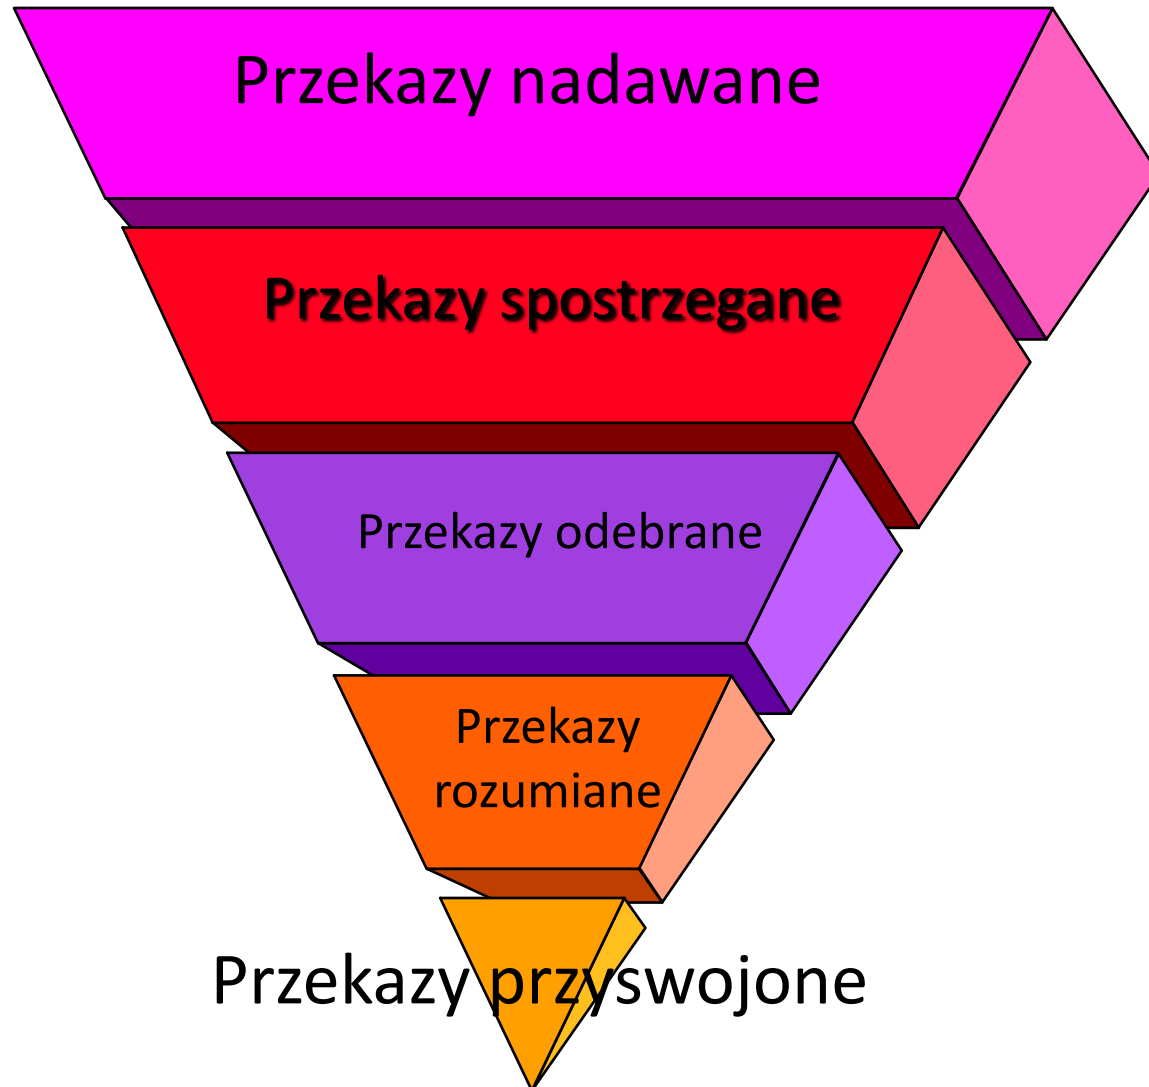 Przekazy nadawane
Przekazy spostrzegane
Przekazy odebrane
Przekazy
rozumiane
Przekazy przyswojone